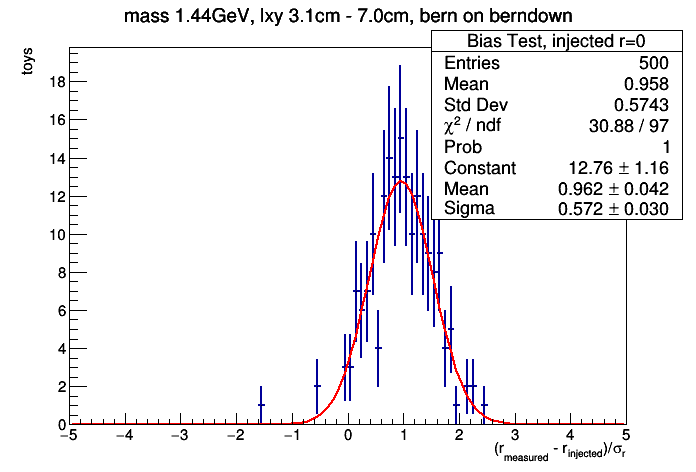 mass 1.44GeV, lxy 3.1cm - 7.0cm, bern on berndown
Bias Test, injected r=0
Entries 500
Mean 0.958
Std Dev 0.5743
χ² / ndf 30.88 / 97
Prob 1
Constant 12.76 ± 1.16
Mean 0.962 ± 0.042
Sigma 0.572 ± 0.030
toys
18
16
14
12
10
8
6
4
2
0
−5 −4 −3 −2 −1 0 1 2 3 4 5
(r_measured - r_injected)/σ_r